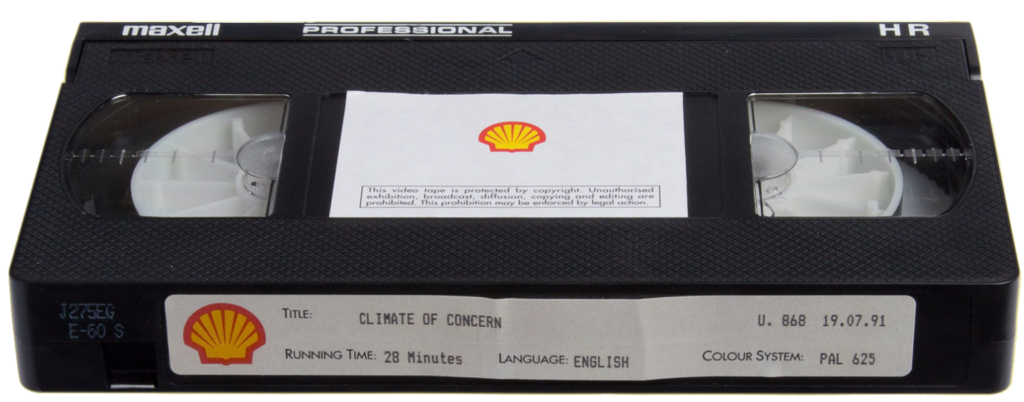 maxell PROFESSIONAL HR
This video tape is protected by copyright. Unauthorised
exhibition, broadcast, diffusion, copying and editing are
prohibited. This prohibition may be enforced by legal action.
J275EG
E-60 S
TITLE: CLIMATE OF CONCERN U. 868 19.07.91
RUNNING TIME: 28 Minutes LANGUAGE: ENGLISH COLOUR SYSTEM: PAL 625